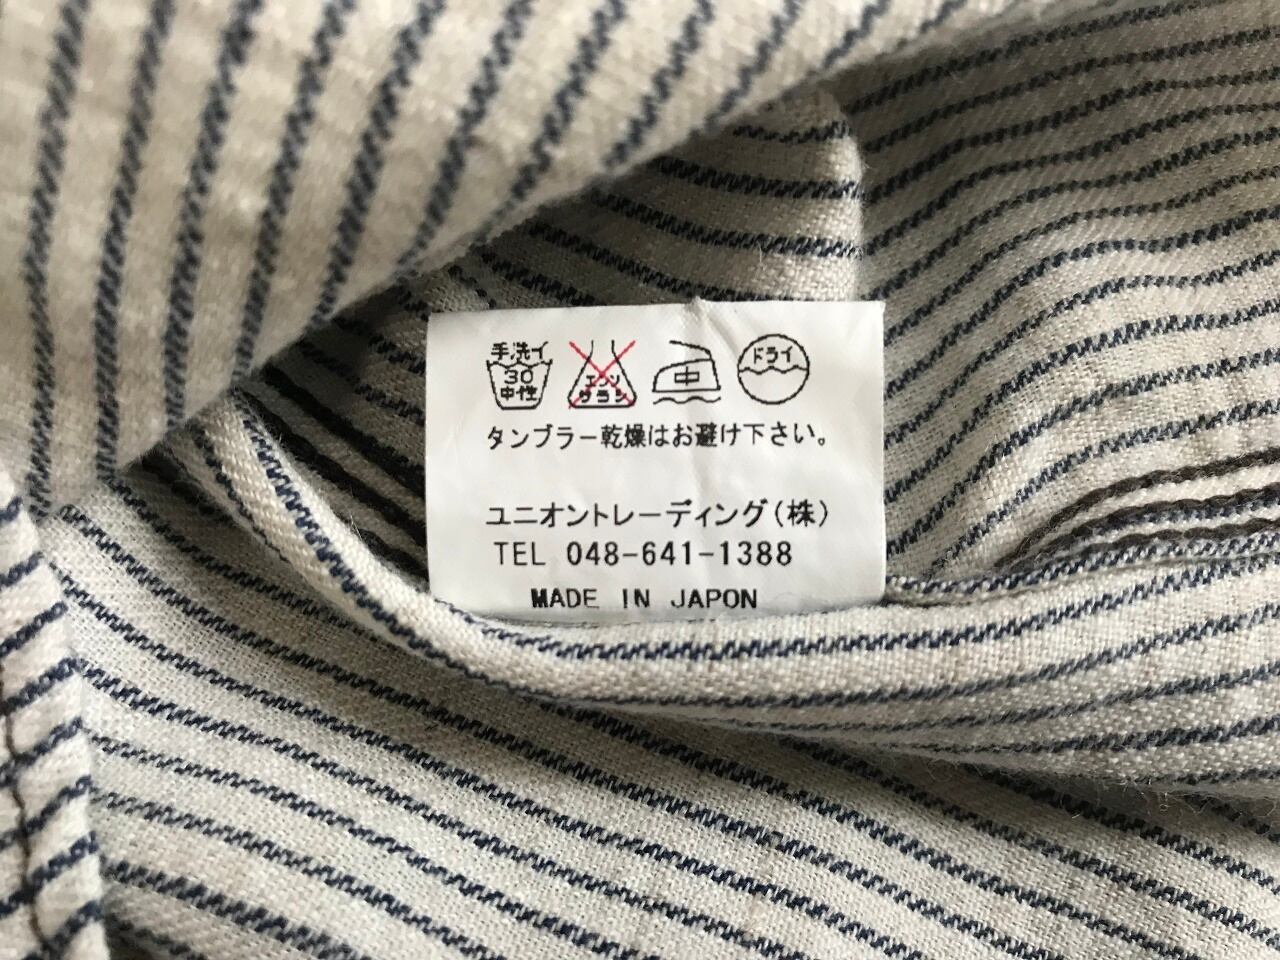 手洗イ 30 中性 エンソ サラシ 中 ドライ
タンブラー乾燥はお避け下さい。
ユニオントレーディング(株)
TEL 048-641-1388
MADE IN JAPON